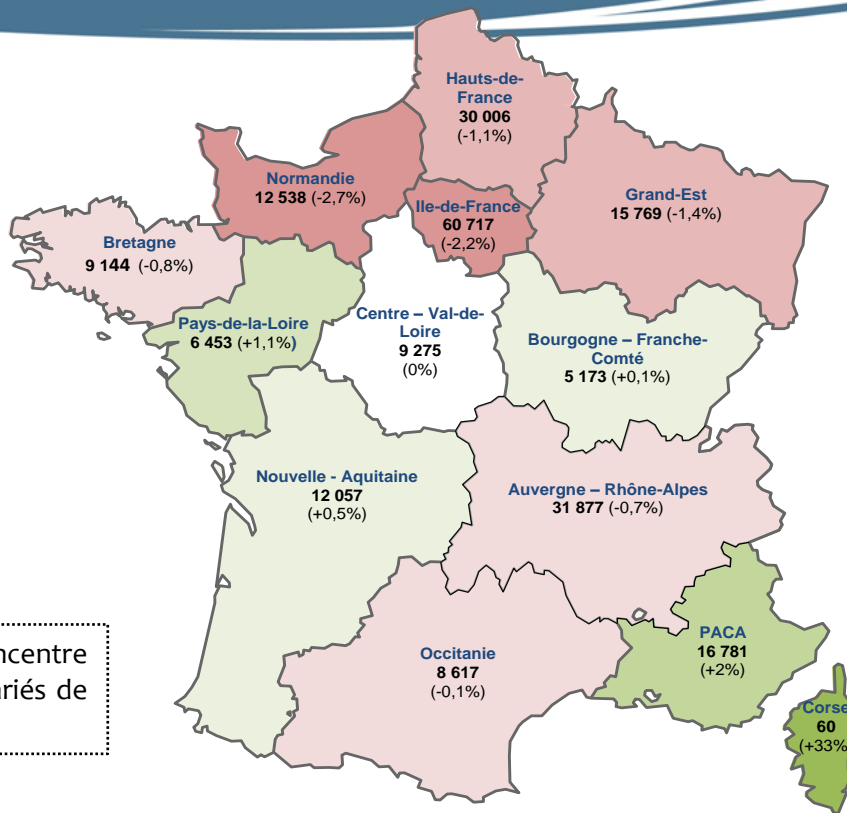 Hauts-de-
France
30 006
(-1,1%)
Normandie
12 538 (-2,7%)
Ile-de-France
60 717
(-2,2%)
Grand-Est
15 769 (-1,4%)
Bretagne
9 144 (-0,8%)
Pays-de-la-Loire
6 453 (+1,1%)
Centre – Val-de-
Loire
9 275
(0%)
Bourgogne – Franche-
Comté
5 173 (+0,1%)
Nouvelle - Aquitaine
12 057
(+0,5%)
Auvergne – Rhône-Alpes
31 877 (-0,7%)
PACA
16 781
(+2%)
Occitanie
8 617
(-0,1%)
Corse
60
(+33%
ncentre
ariés de